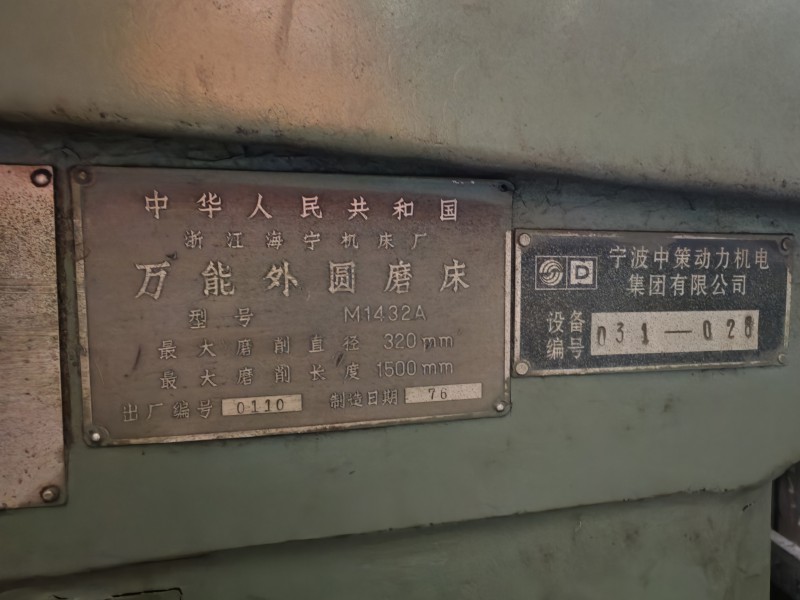 中华人民共和国
浙江海宁机床厂
万能外圆磨床
型号 M1432A
最大磨削直径 320mm
最大磨削长度 1500mm
出厂编号 0110 制造日期 76
宁波中策动力机电
集团有限公司
设备
编号 031—028